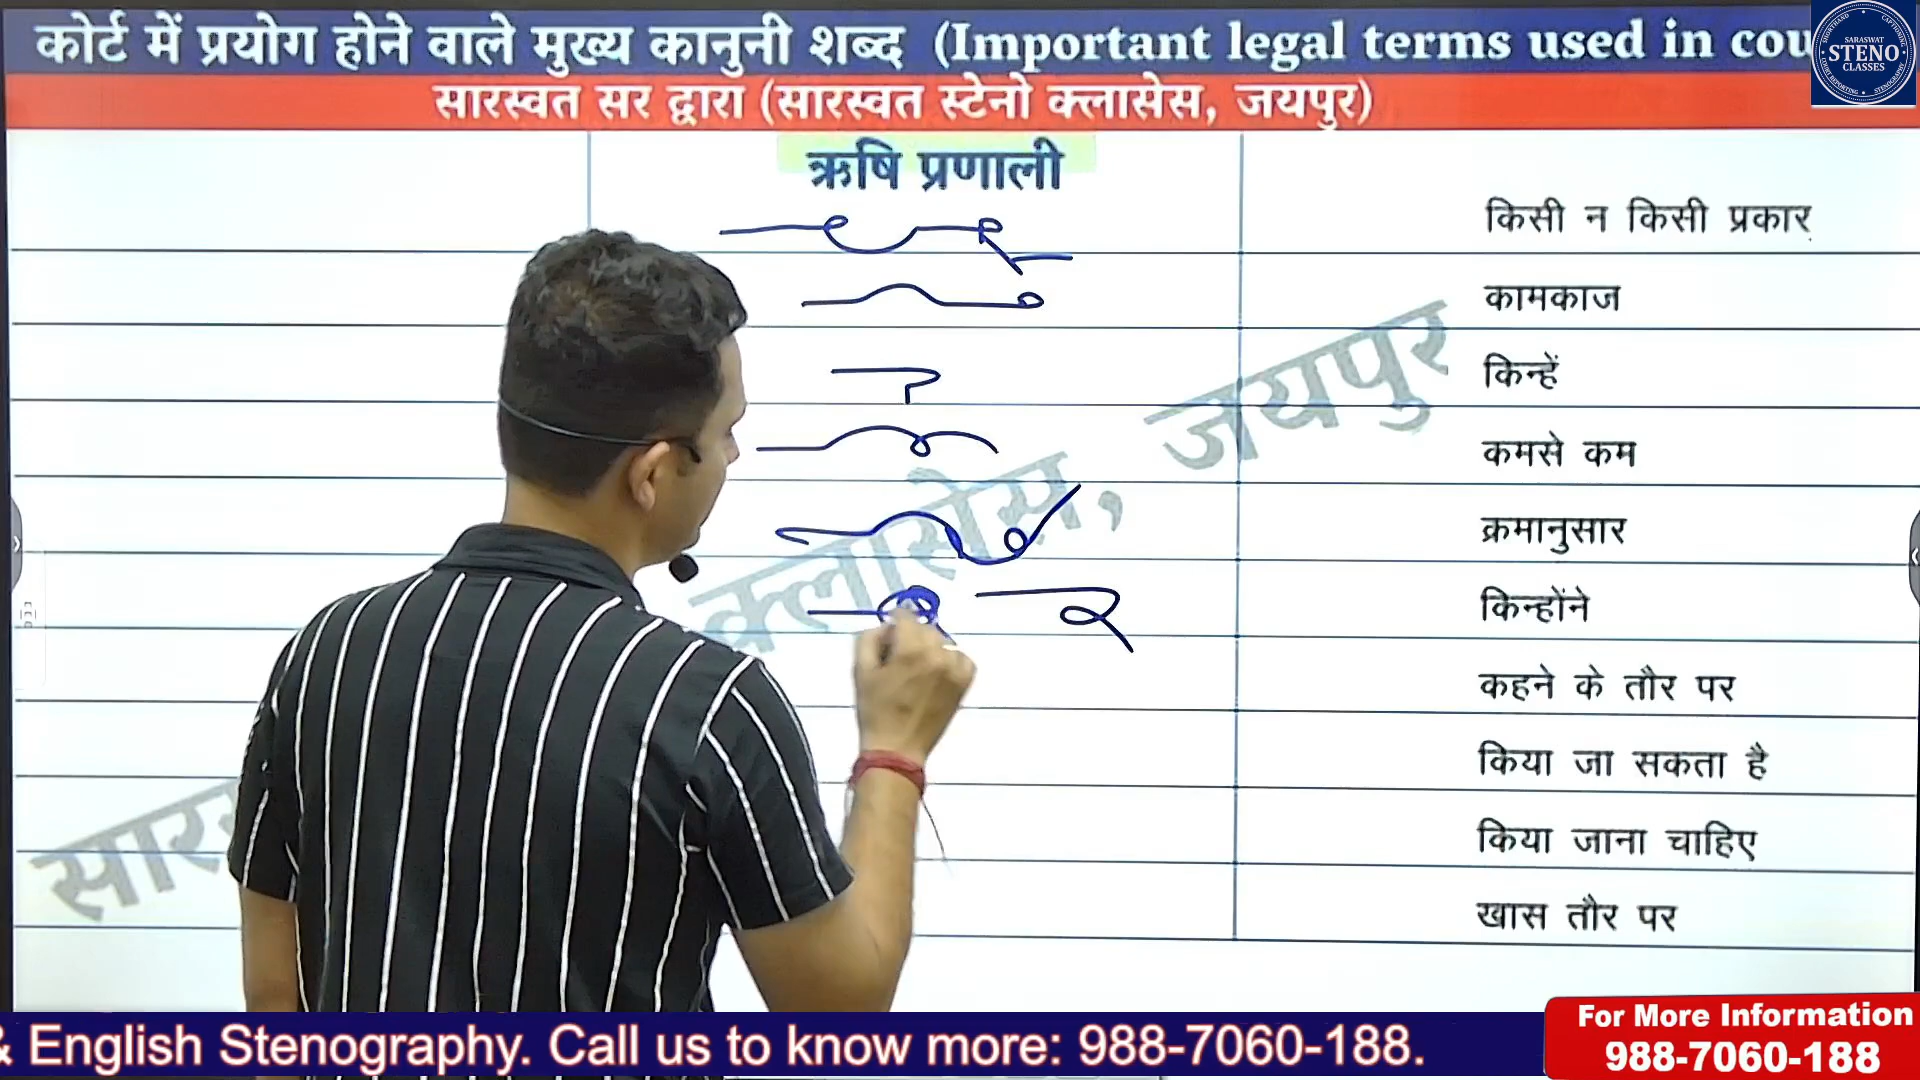 कोर्ट में प्रयोग होने वाले मुख्य कानुनी शब्द (Important legal terms used in cou
SARASWAT
STENO
CLASSES
सारस्वत सर द्वारा (सारस्वत स्टेनो क्लासेस, जयपुर)
ऋषि प्रणाली
किसी न किसी प्रकार
कामकाज
किन्हें
कमसे कम
क्रमानुसार
किन्होंने
कहने के तौर पर
किया जा सकता है
किया जाना चाहिए
खास तौर पर
क्लासेस, जयपुर
& English Stenography. Call us to know more: 988-7060-188.
For More Information
988-7060-188